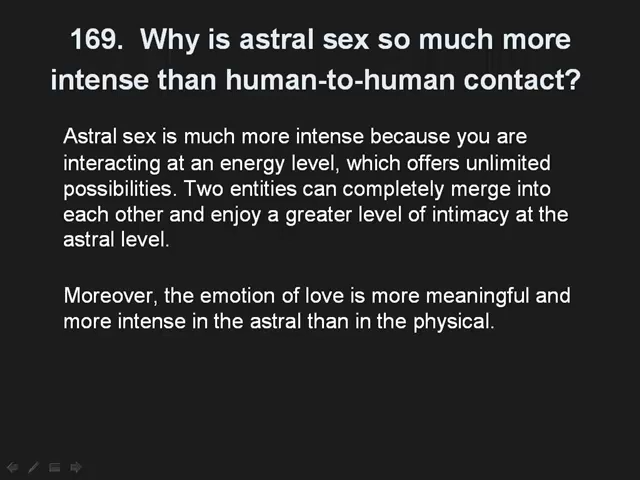 169.  Why is astral sex so much more
intense than human-to-human contact?
Astral sex is much more intense because you are
interacting at an energy level, which offers unlimited
possibilities. Two entities can completely merge into
each other and enjoy a greater level of intimacy at the
astral level.
Moreover, the emotion of love is more meaningful and
more intense in the astral than in the physical.